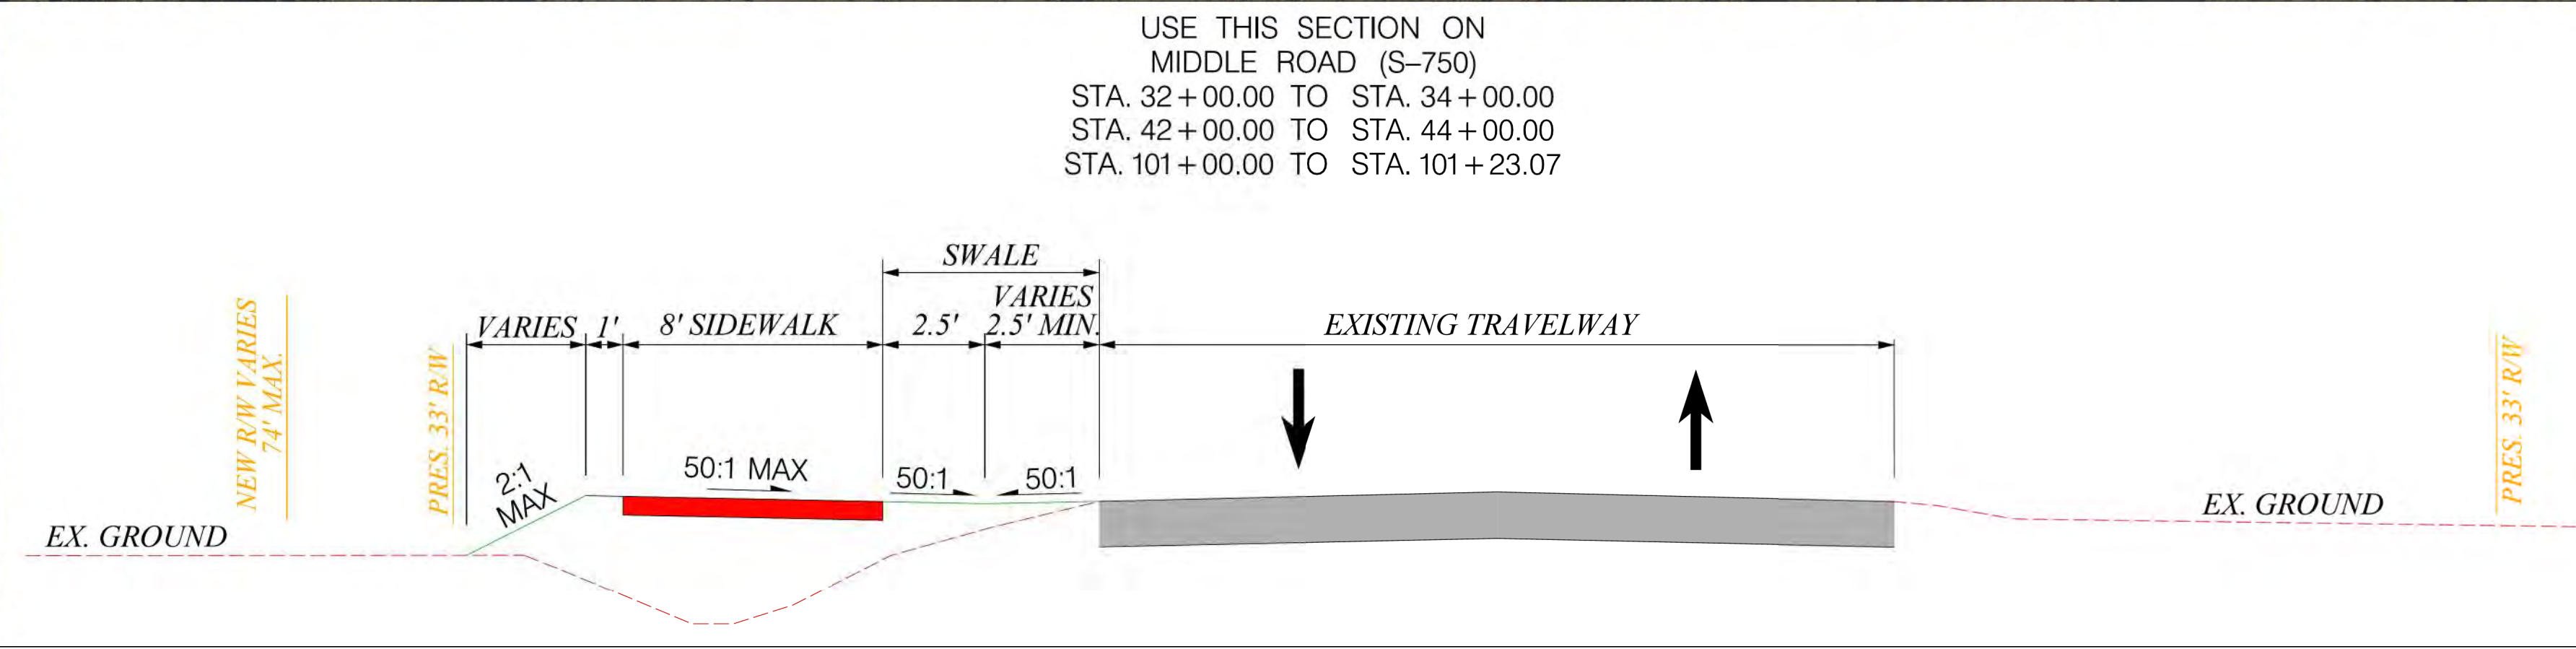 USE THIS SECTION ON
MIDDLE ROAD (S-750)
STA. 32+00.00 TO STA. 34+00.00
STA. 42+00.00 TO STA. 44+00.00
STA. 101+00.00 TO STA. 101+23.07
SWALE
VARIES
VARIES 1' 8' SIDEWALK 2.5' 2.5' MIN. EXISTING TRAVELWAY
NEW R/W VARIES
74' MAX.
PRES. 33' R/W
2:1
MAX
50:1 MAX
50:1
50:1
PRES. 33' R/W
EX. GROUND
EX. GROUND